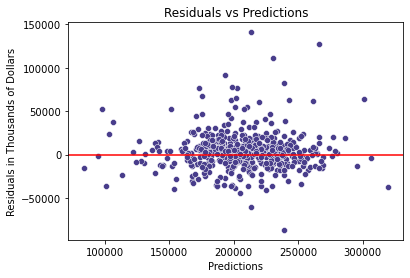 Residuals vs Predictions
150000
100000
50000
0
−50000
Residuals in Thousands of Dollars
100000 150000 200000 250000 300000
Predictions